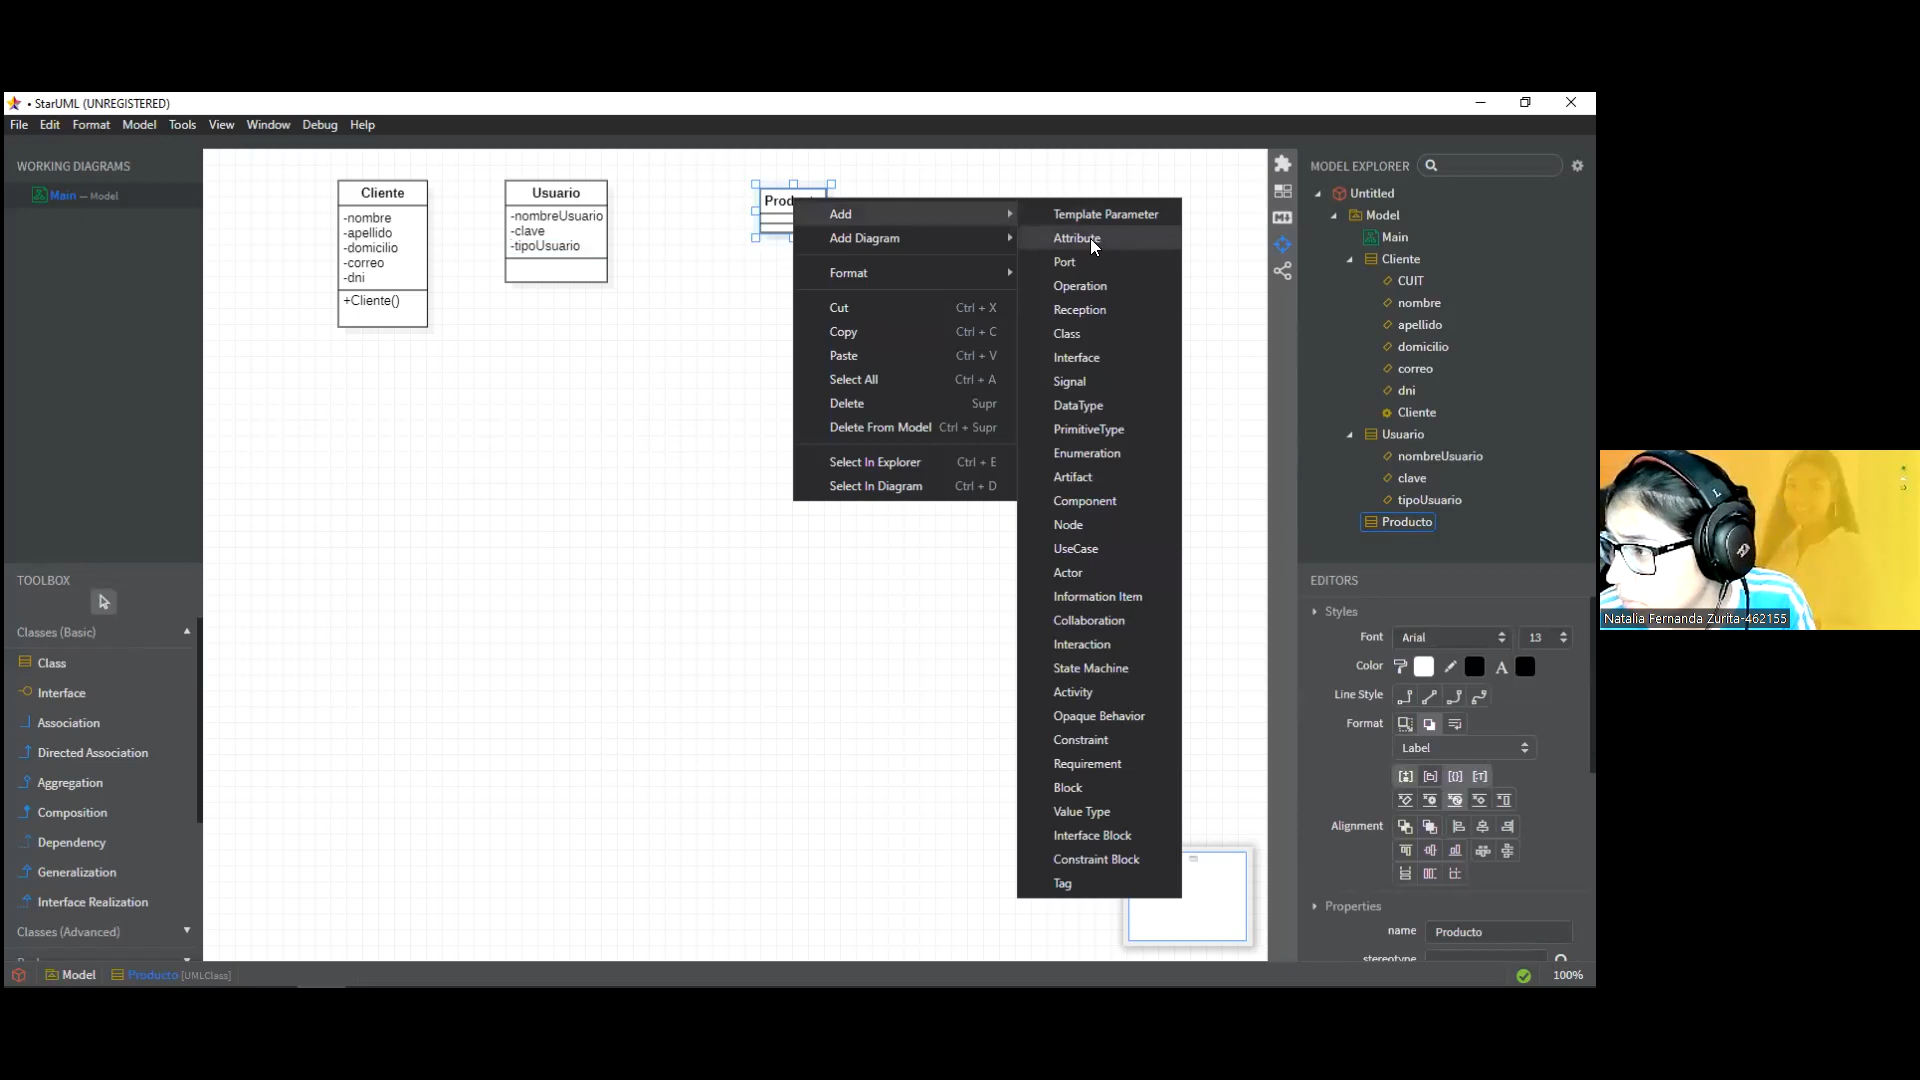 • StarUML (UNREGISTERED)
File Edit Format Model Tools View Window Debug Help
WORKING DIAGRAMS
Main — Model
TOOLBOX
Classes (Basic)
Class
Interface
Association
Directed Association
Aggregation
Composition
Dependency
Generalization
Interface Realization
Classes (Advanced)
Cliente
-nombre
-apellido
-domicilio
-correo
-dni
+Cliente()
Usuario
-nombreUsuario
-clave
-tipoUsuario
Add
Add Diagram
Format
Cut Ctrl + X
Copy Ctrl + C
Paste Ctrl + V
Select All Ctrl + A
Delete Supr
Delete From Model Ctrl + Supr
Select In Explorer Ctrl + E
Select In Diagram Ctrl + D
Template Parameter
Attribute
Port
Operation
Reception
Class
Interface
Signal
DataType
PrimitiveType
Enumeration
Artifact
Component
Node
UseCase
Actor
Information Item
Collaboration
Interaction
State Machine
Activity
Opaque Behavior
Constraint
Requirement
Block
Value Type
Interface Block
Constraint Block
Tag
MODEL EXPLORER
Untitled
Model
Main
Cliente
CUIT
nombre
apellido
domicilio
correo
dni
Cliente
Usuario
nombreUsuario
clave
tipoUsuario
Producto
EDITORS
Styles
Font Arial 13
Color A
Line Style
Format
Label
Alignment
Properties
name Producto
stereotype
Model Producto [UMLClass]
100%
Natalia Fernanda Zurita-462155